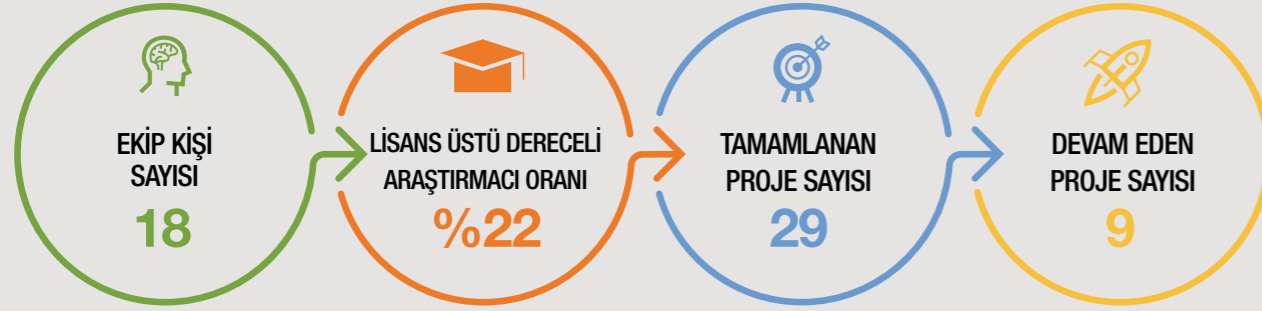 EKİP KİŞİ
SAYISI
18
LİSANS ÜSTÜ DERECELİ
ARAŞTIRMACI ORANI
%22
TAMAMLANAN
PROJE SAYISI
29
DEVAM EDEN
PROJE SAYISI
9